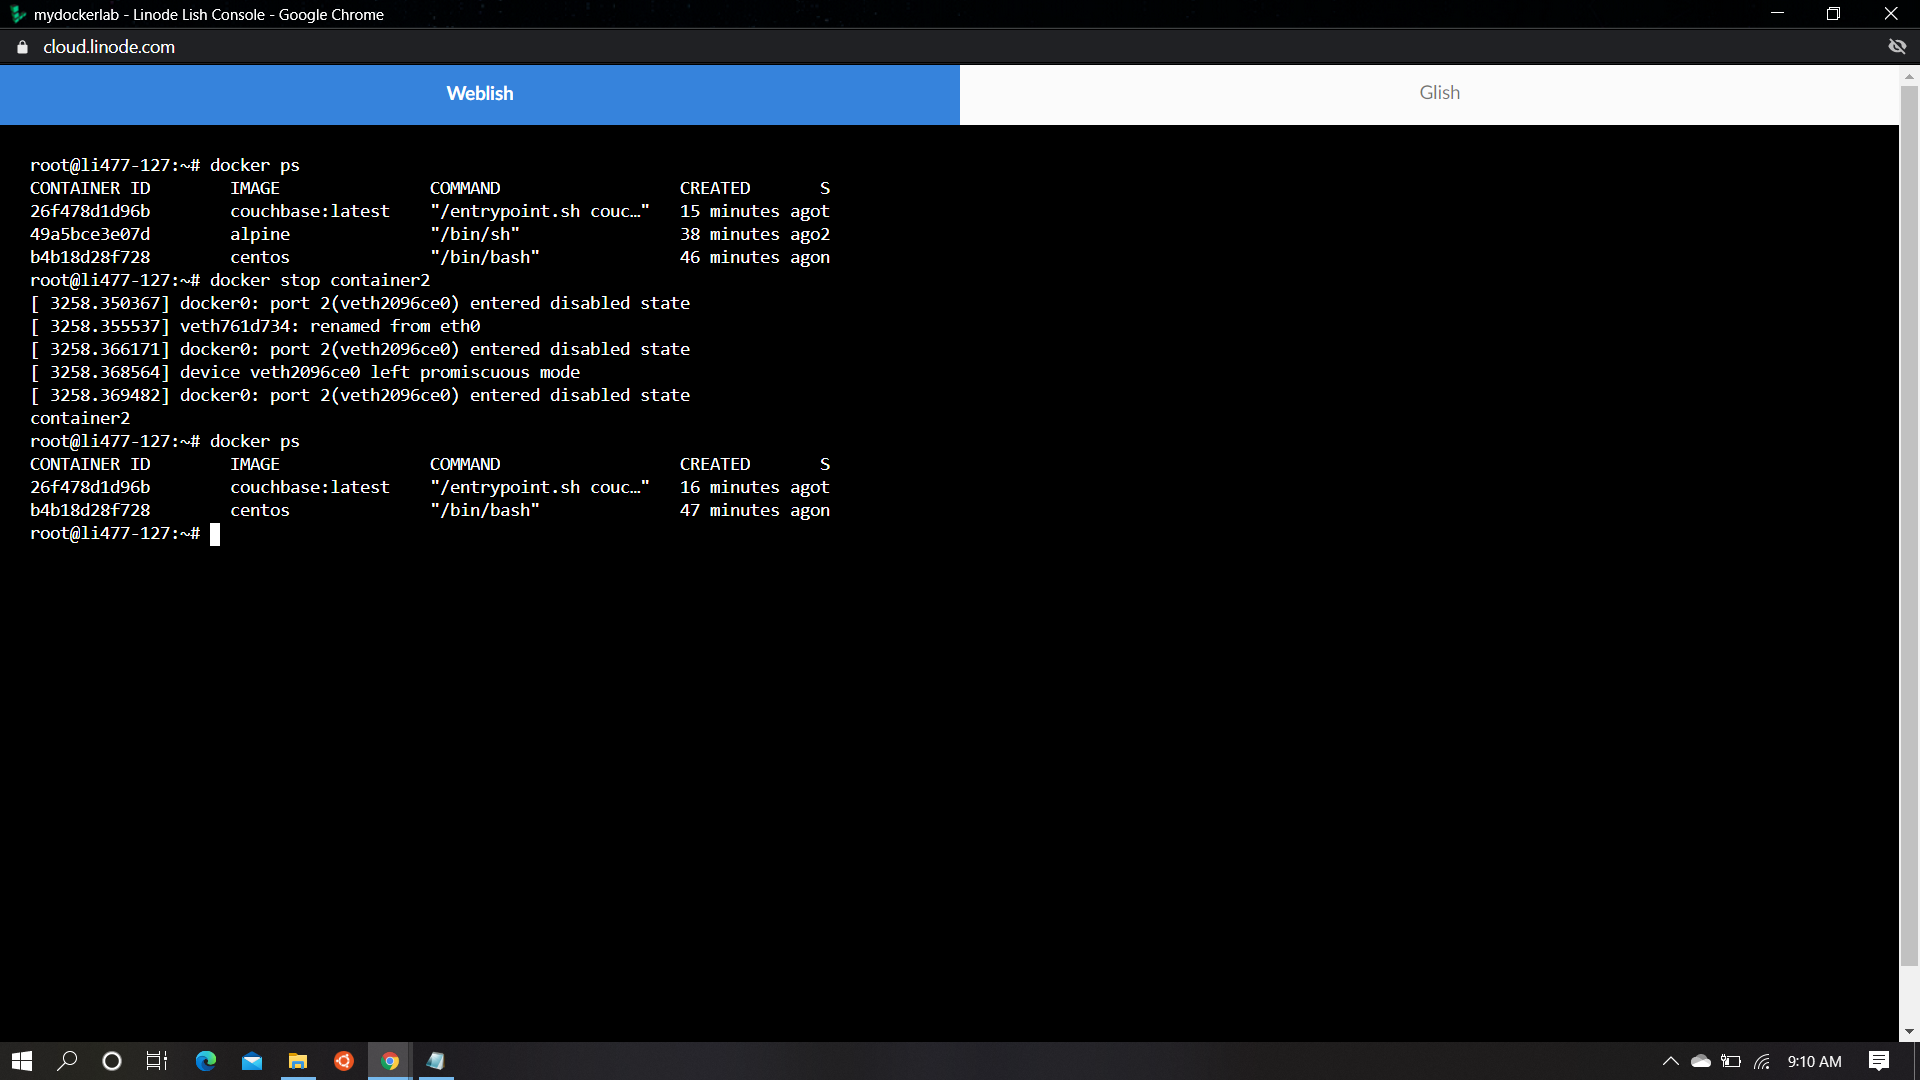 mydockerlab - Linode Lish Console - Google Chrome
cloud.linode.com
Weblish
Glish
root@li477-127:~# docker ps
CONTAINER ID        IMAGE               COMMAND                  CREATED       S
26f478d1d96b        couchbase:latest    "/entrypoint.sh couc…"   15 minutes agot
49a5bce3e07d        alpine              "/bin/sh"                38 minutes ago2
b4b18d28f728        centos              "/bin/bash"              46 minutes agon
root@li477-127:~# docker stop container2
[ 3258.350367] docker0: port 2(veth2096ce0) entered disabled state
[ 3258.355537] veth761d734: renamed from eth0
[ 3258.366171] docker0: port 2(veth2096ce0) entered disabled state
[ 3258.368564] device veth2096ce0 left promiscuous mode
[ 3258.369482] docker0: port 2(veth2096ce0) entered disabled state
container2
root@li477-127:~# docker ps
CONTAINER ID        IMAGE               COMMAND                  CREATED       S
26f478d1d96b        couchbase:latest    "/entrypoint.sh couc…"   16 minutes agot
b4b18d28f728        centos              "/bin/bash"              47 minutes agon
root@li477-127:~#
9:10 AM